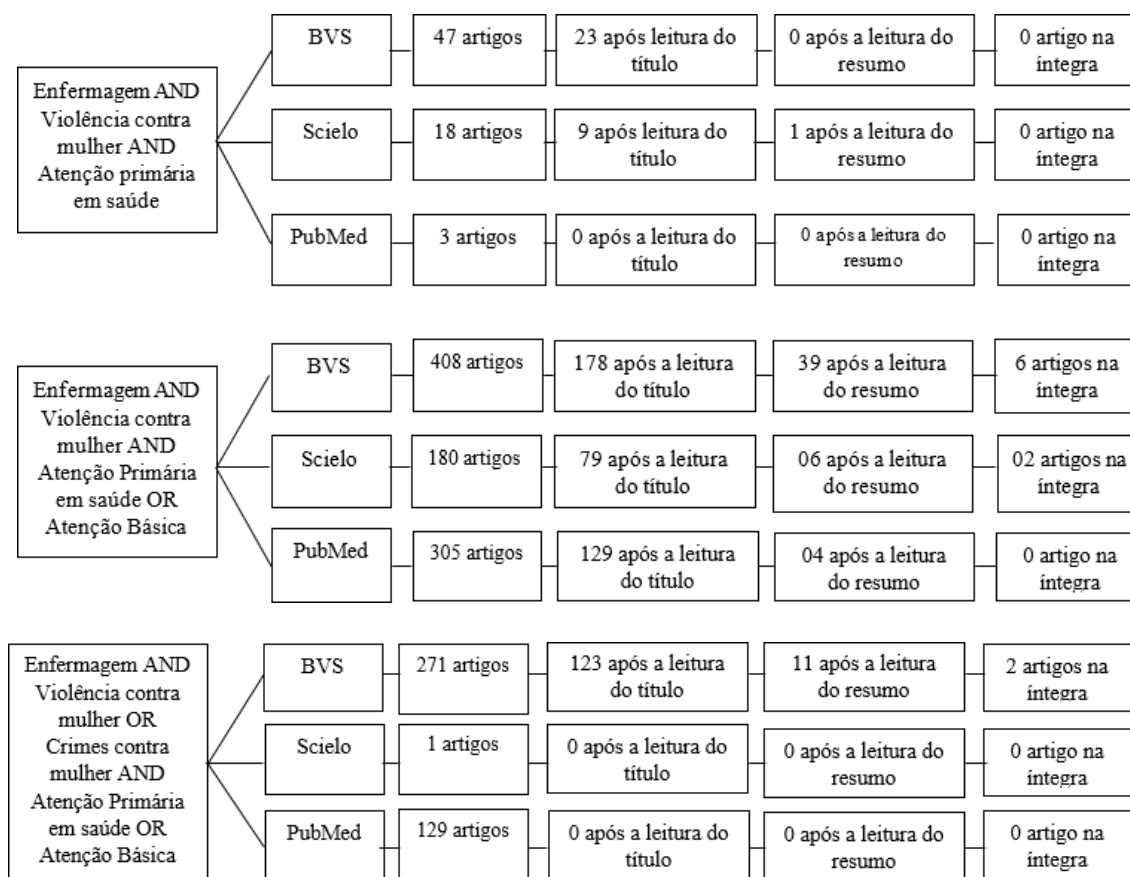 Enfermagem AND
Violência contra
mulher AND
Atenção primária
em saúde
BVS
47 artigos
23 após leitura do
título
0 após a leitura do
resumo
0 artigo na
íntegra
Scielo
18 artigos
9 após leitura do
título
1 após a leitura do
resumo
0 artigo na
íntegra
PubMed
3 artigos
0 após a leitura do
título
0 após a leitura do
resumo
0 artigo na
íntegra
Enfermagem AND
Violência contra
mulher AND
Atenção Primária
em saúde OR
Atenção Básica
BVS
408 artigos
178 após a leitura
do título
39 após a leitura
do resumo
6 artigos na
íntegra
Scielo
180 artigos
79 após a leitura
do título
06 após a leitura
do resumo
02 artigos na
íntegra
PubMed
305 artigos
129 após a leitura
do título
04 após a leitura
do resumo
0 artigo na
íntegra
Enfermagem AND
Violência contra
mulher OR
Crimes contra
mulher AND
Atenção Primária
em saúde OR
Atenção Básica
BVS
271 artigos
123 após a leitura
do título
11 após a leitura
do resumo
2 artigos na
íntegra
Scielo
1 artigos
0 após a leitura do
título
0 após a leitura do
resumo
0 artigo na
íntegra
PubMed
129 artigos
0 após a leitura do
título
0 após a leitura do
resumo
0 artigo na
íntegra